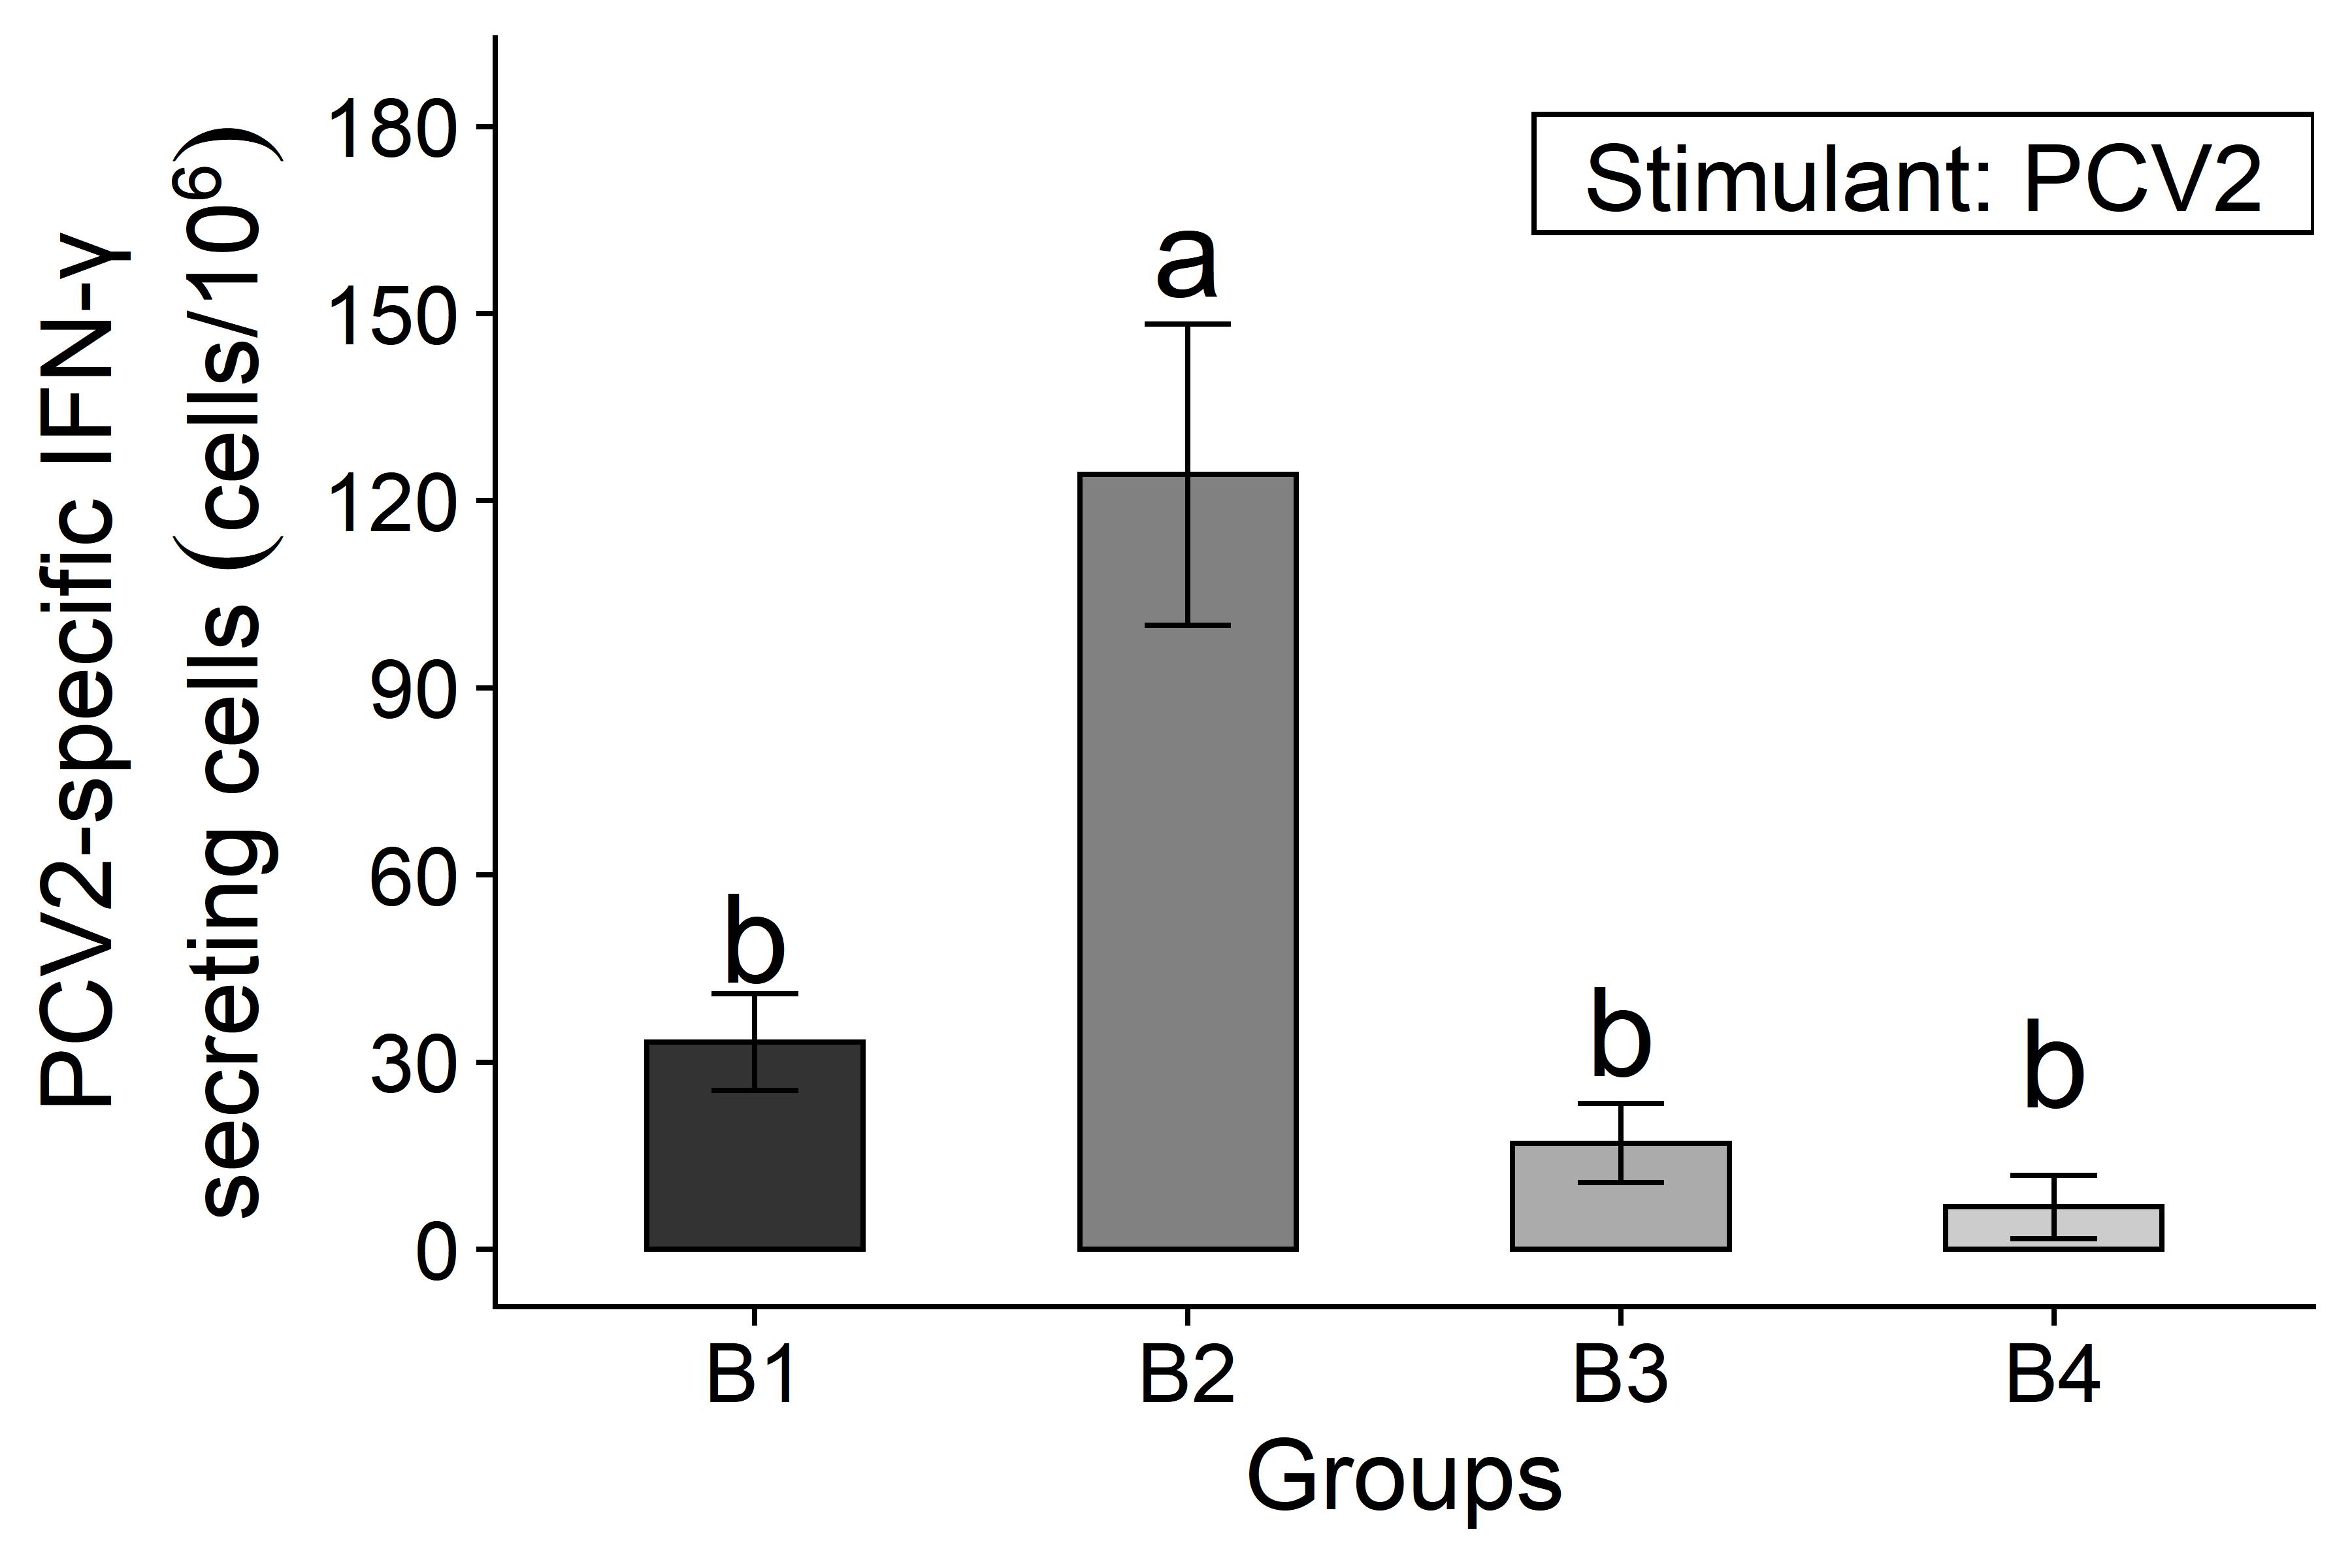 PCV2-specific IFN-γ
secreting cells (cells/10⁶)
180
150
120
90
60
30
0
Stimulant: PCV2
a
b
b
b
B1 B2 B3 B4
Groups